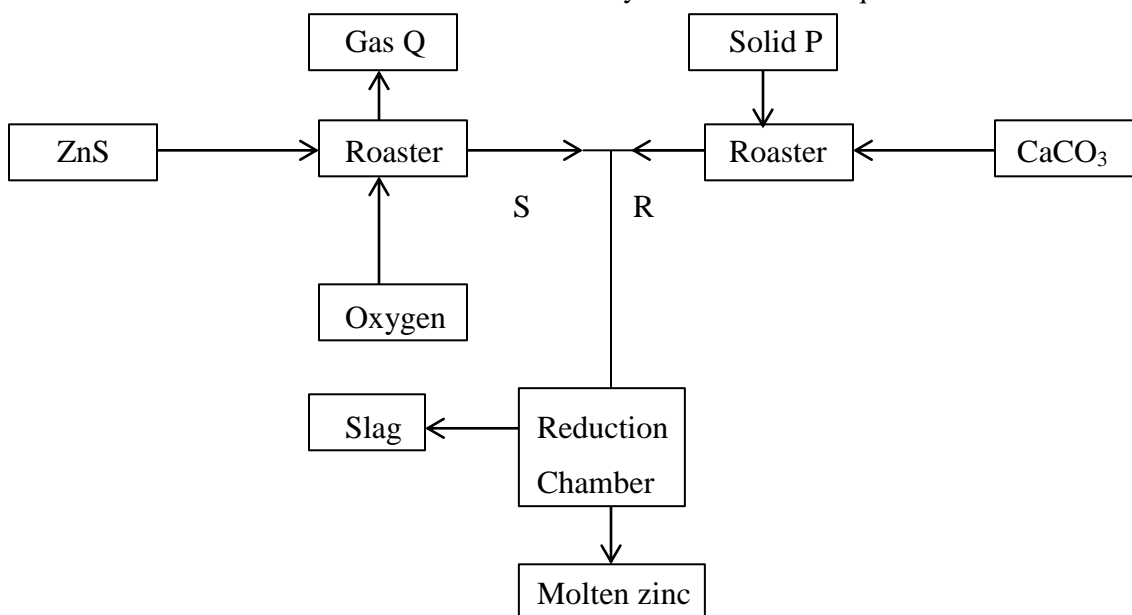 Gas Q
Solid P
ZnS
Roaster
Roaster
CaCO₃
S
R
Oxygen
Slag
Reduction
Chamber
Molten zinc